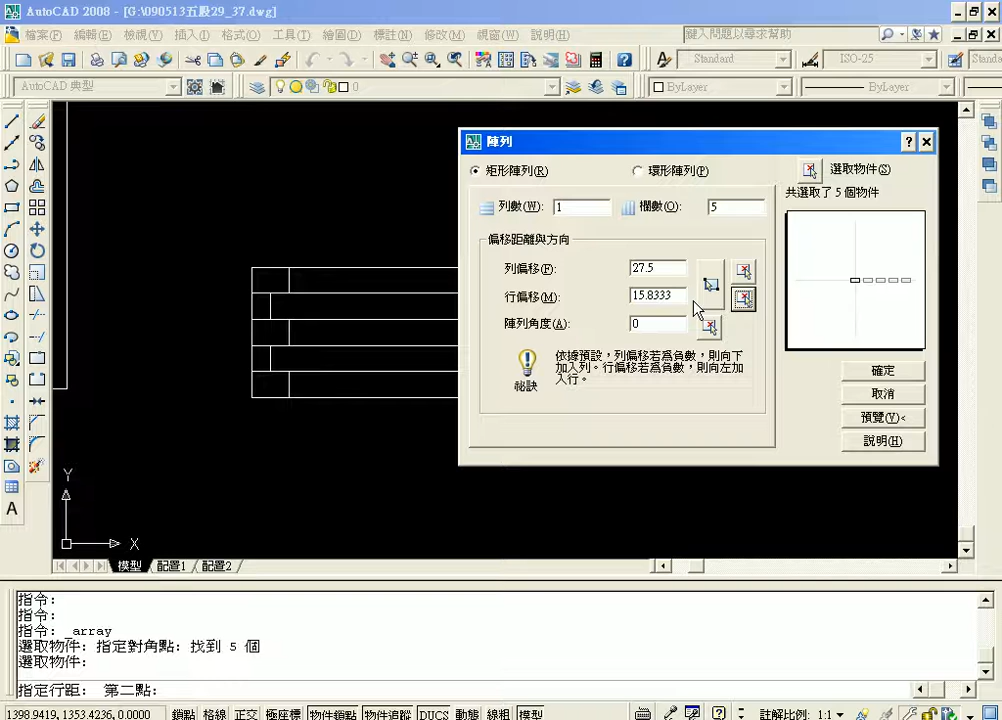 AutoCAD 2008 - [G:\090513五股29_37.dwg]
檔案(F) 編輯(E) 檢視(V) 插入(I) 格式(O) 工具(T) 繪圖(D) 標註(N) 修改(M) 視窗(W) 說明(H) 鍵入問題以尋求幫助
Standard ISO-25 Standa
AutoCAD 典型 0 ByLayer ByLayer
陣列
矩形陣列(R) 環形陣列(P) 選取物件(S)
共選取了 5 個物件
列數(W): 1 欄數(O): 5
偏移距離與方向
列偏移(F): 27.5
行偏移(M): 15.8333
陣列角度(A): 0
依據預設，列偏移若為負數，則向下
加入列。行偏移若為負數，則向左加
入行。
祕訣
確定
取消
預覽(V)<
說明(H)
A
Y
X
模型 配置1 配置2
指令:
指令:
指令: _array
選取物件: 指定對角點: 找到 5 個
選取物件:
指定行距: 第二點:
1398.9419, 1353.4236, 0.0000 鎖點 格線 正交 極座標 物件鎖點 物件追蹤 DUCS 動態 線粗 模型 註解比例: 1:1